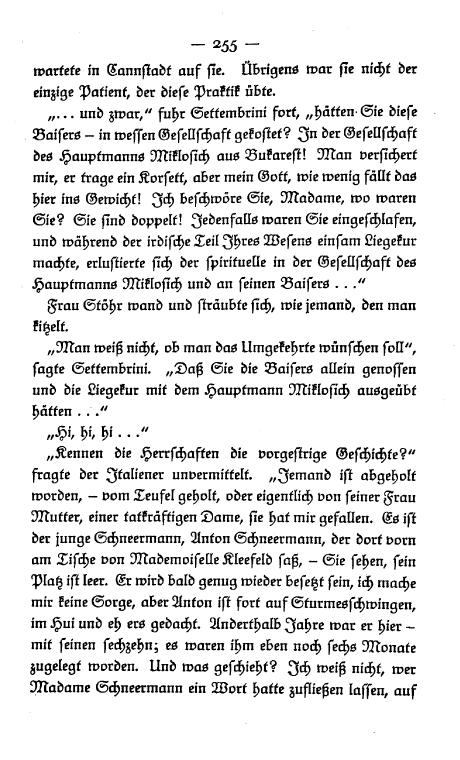 — 255 —
wartete in Cannstadt auf sie. Übrigens war sie nicht der
einzige Patient, der diese Praktik übte.
„... und zwar,“ fuhr Settembrini fort, „hätten Sie diese
Baisers – in wessen Gesellschaft gekostet? In der Gesellschaft
des Hauptmanns Miklosich aus Bukarest! Man versichert
mir, er trage ein Korsett, aber mein Gott, wie wenig fällt das
hier ins Gewicht! Ich beschwöre Sie, Madame, wo waren
Sie? Sie sind doppelt! Jedenfalls waren Sie eingeschlafen,
und während der irdische Teil Ihres Wesens einsam Liegekur
machte, erlustierte sich der spirituelle in der Gesellschaft des
Hauptmanns Miklosich und an seinen Baisers ...“
Frau Stöhr wand und sträubte sich, wie jemand, den man
kitzelt.
„Man weiß nicht, ob man das Umgekehrte wünschen soll“,
sagte Settembrini. „Daß Sie die Baisers allein genossen
und die Liegekur mit dem Hauptmann Miklosich ausgeübt
hätten ...“
„Hi, hi, hi ...“
„Kennen die Herrschaften die vorgestrige Geschichte?“
fragte der Italiener unvermittelt. „Jemand ist abgeholt
worden, – vom Teufel geholt, oder eigentlich von seiner Frau
Mutter, einer tatkräftigen Dame, sie hat mir gefallen. Es ist
der junge Schneermann, Anton Schneermann, der dort vorn
am Tische von Mademoiselle Kleefeld saß, – Sie sehen, sein
Platz ist leer. Er wird bald genug wieder besetzt sein, ich mache
mir keine Sorge, aber Anton ist fort auf Sturmesschwingen,
im Hui und eh ers gedacht. Anderthalb Jahre war er hier –
mit seinen sechzehn; es waren ihm eben noch sechs Monate
zugelegt worden. Und was geschieht? Ich weiß nicht, wer
Madame Schneermann ein Wort hatte zufließen lassen, auf